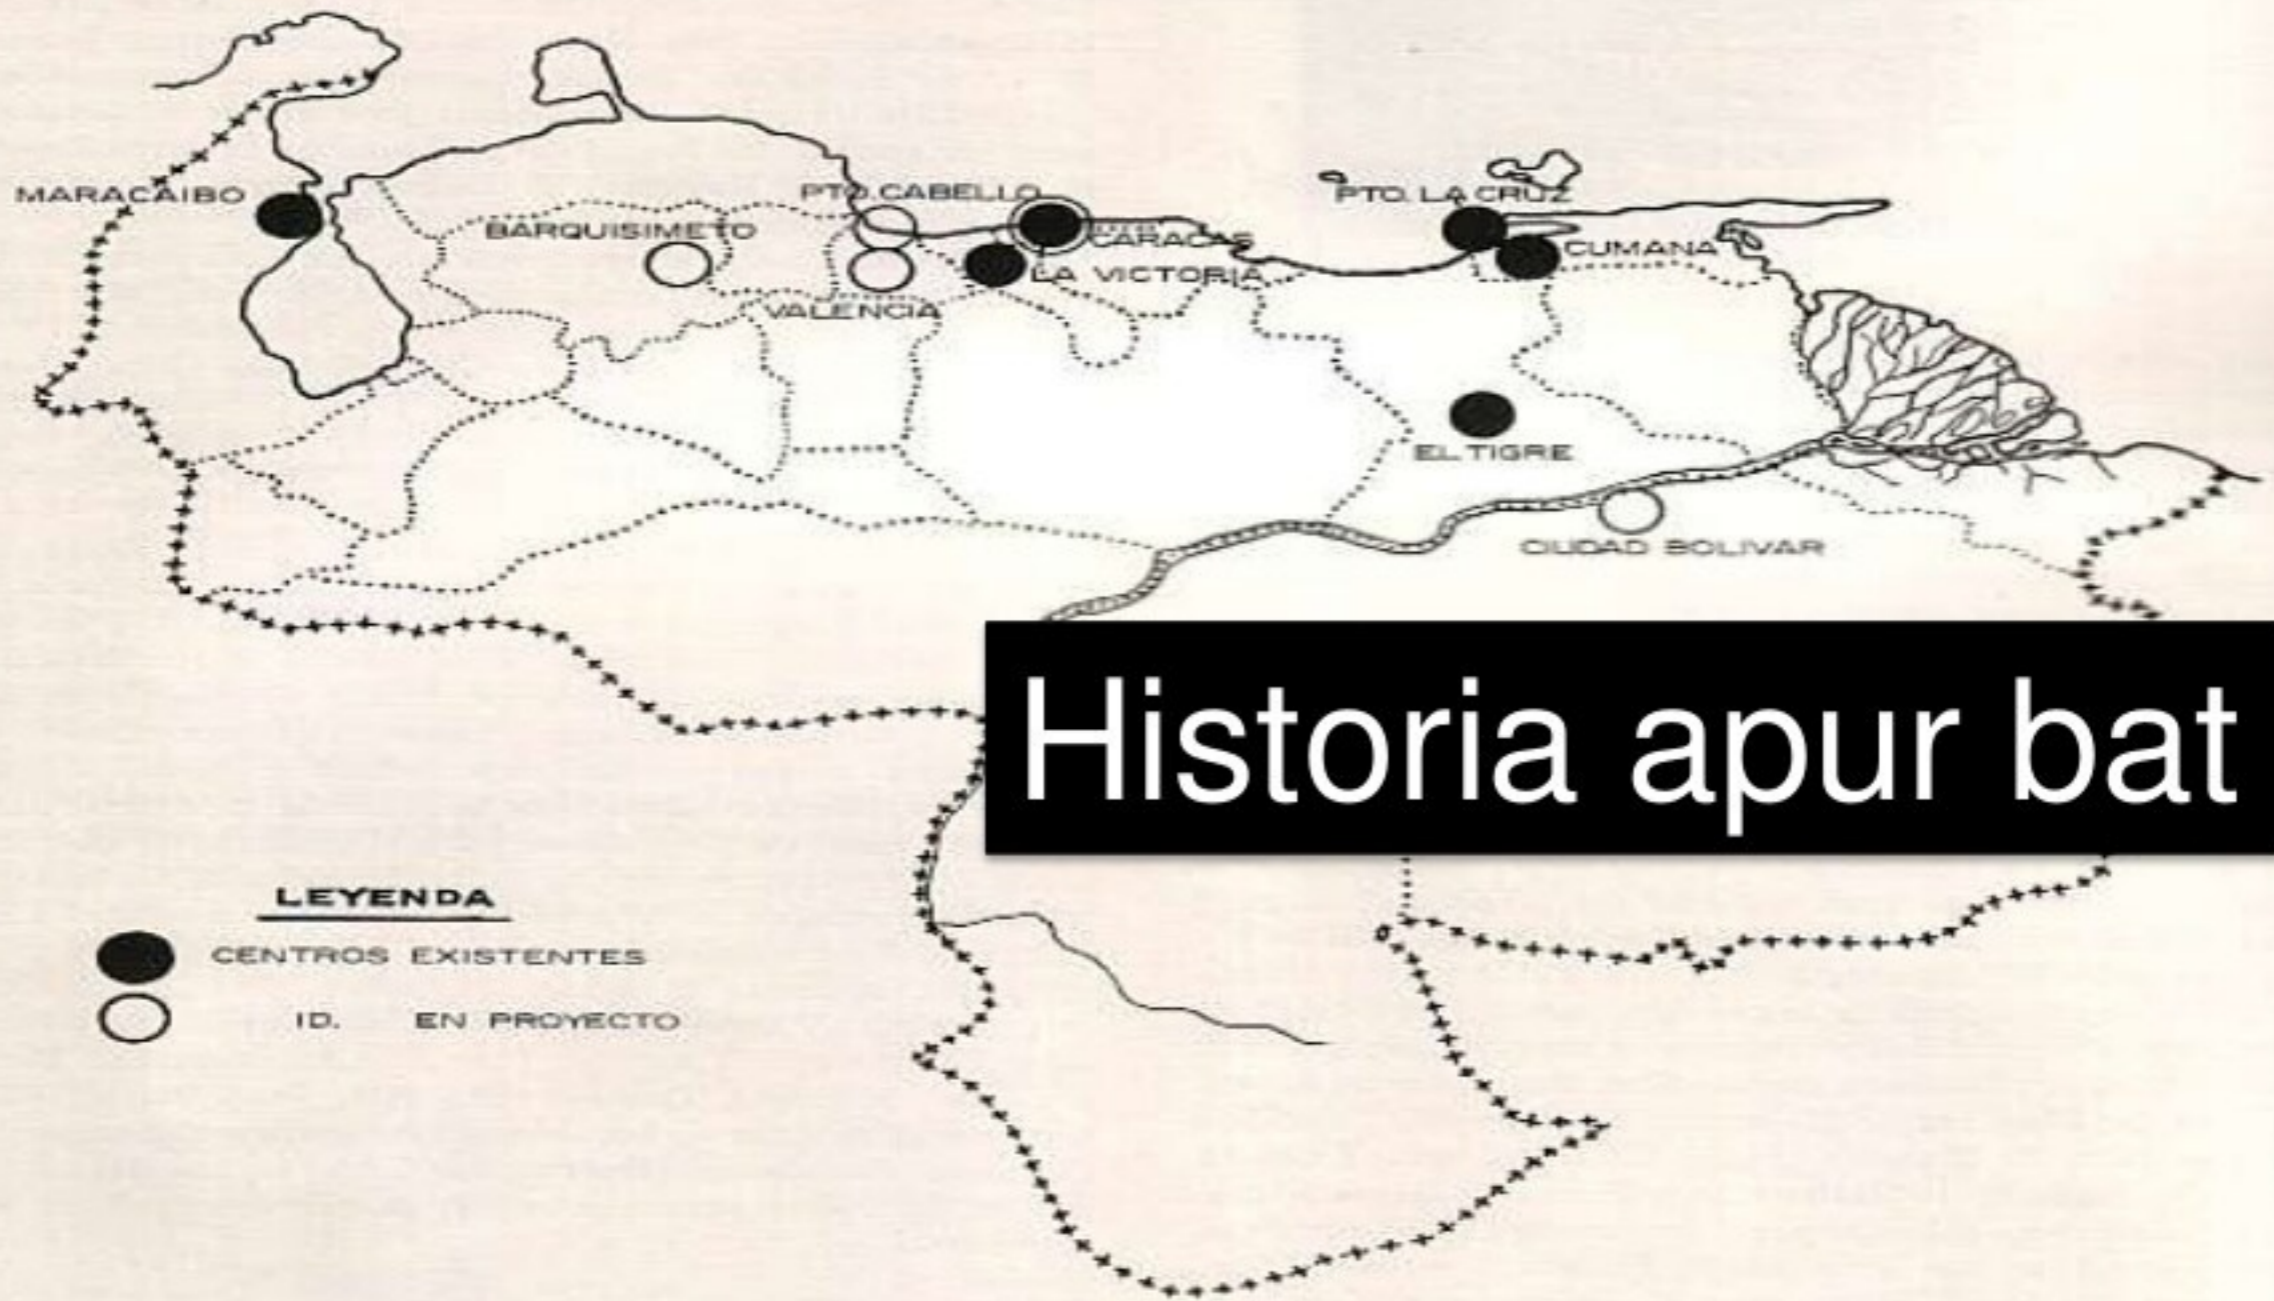 MARACAIBO
PTO. CABELLO
BARQUISIMETO
CARACAS
LA VICTORIA
VALENCIA
PTO. LA CRUZ
CUMANA
EL TIGRE
CIUDAD BOLIVAR
Historia apur bat
LEYENDA
CENTROS EXISTENTES
ID. EN PROYECTO